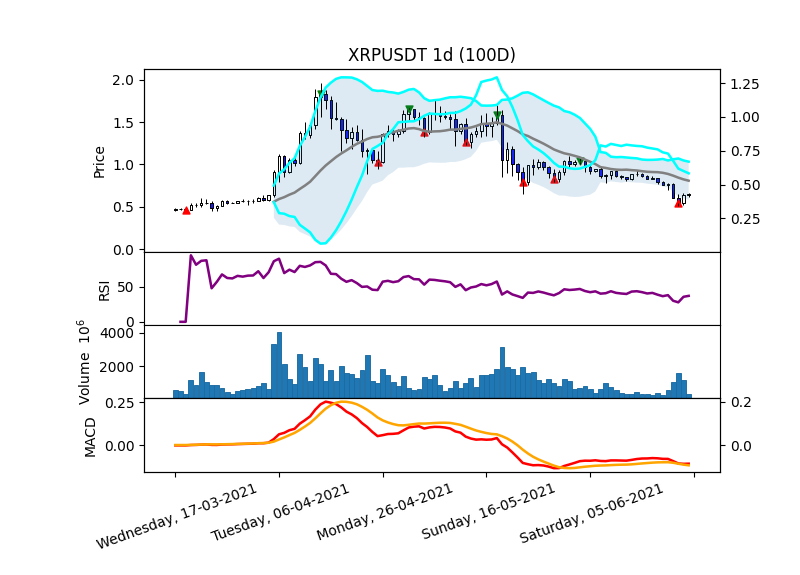 XRPUSDT 1d (100D)
2.0
1.5
1.0
0.5
0.0
Price
1.25
1.00
0.75
0.50
0.25
50
0
RSI
4000
2000
Volume 10^6
0.25
0.00
MACD
0.2
0.0
Wednesday, 17-03-2021
Tuesday, 06-04-2021
Monday, 26-04-2021
Sunday, 16-05-2021
Saturday, 05-06-2021